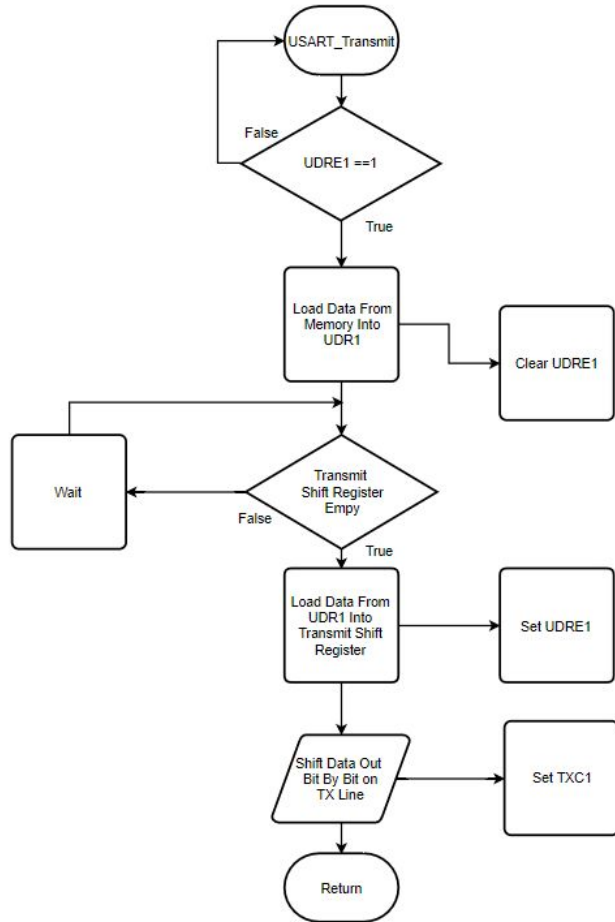 USART_Transmit
False
UDRE1 ==1
True
Load Data From
Memory Into
UDR1
Clear UDRE1
Transmit
Shift Register
Empy
Wait
False
True
Load Data From
UDR1 Into
Transmit Shift
Register
Set UDRE1
Shift Data Out
Bit By Bit on
TX Line
Set TXC1
Return